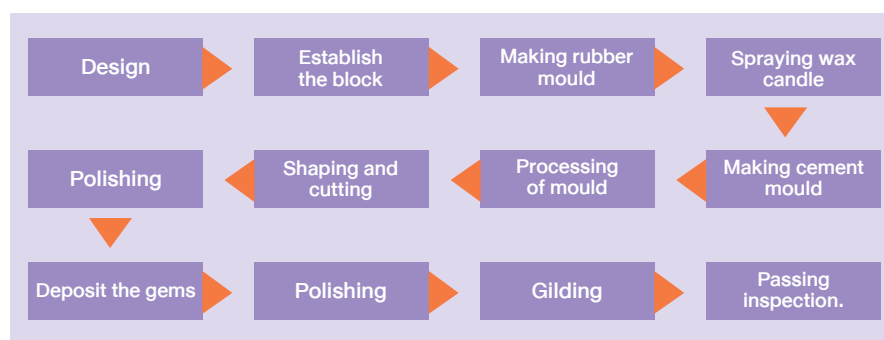 Design
Establish
the block
Making rubber
mould
Spraying wax
candle
Making cement
mould
Processing
of mould
Shaping and
cutting
Polishing
Deposit the gems
Polishing
Gilding
Passing
inspection.